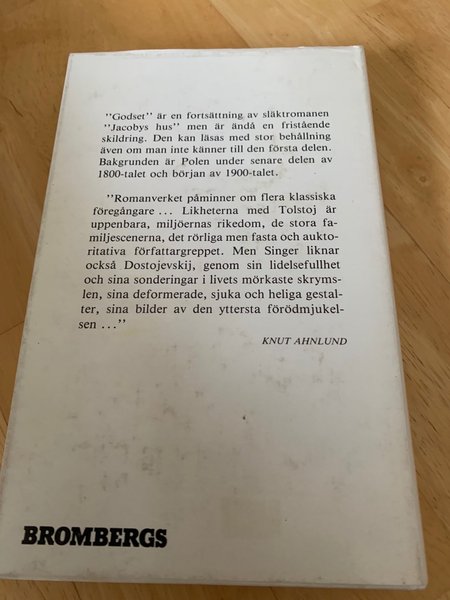 "Godset" är en fortsättning av släktromanen
"Jacobys hus" men är ändå en fristående
skildring. Den kan läsas med stor behållning
även om man inte känner till den första delen.
Bakgrunden är Polen under senare delen av
1800-talet och början av 1900-talet.
"Romanverket påminner om flera klassiska
föregångare ... Likheterna med Tolstoj är
uppenbara, miljöernas rikedom, de stora fa-
miljescenerna, det rörliga men fasta och aukto-
ritativa författargreppet. Men Singer liknar
också Dostojevskij, genom sin lidelsefullhet
och sina sonderingar i livets mörkaste skryms-
len, sina deformerade, sjuka och heliga gestal-
ter, sina bilder av den yttersta förödmjukel-
sen ..."
KNUT AHNLUND
BROMBERGS